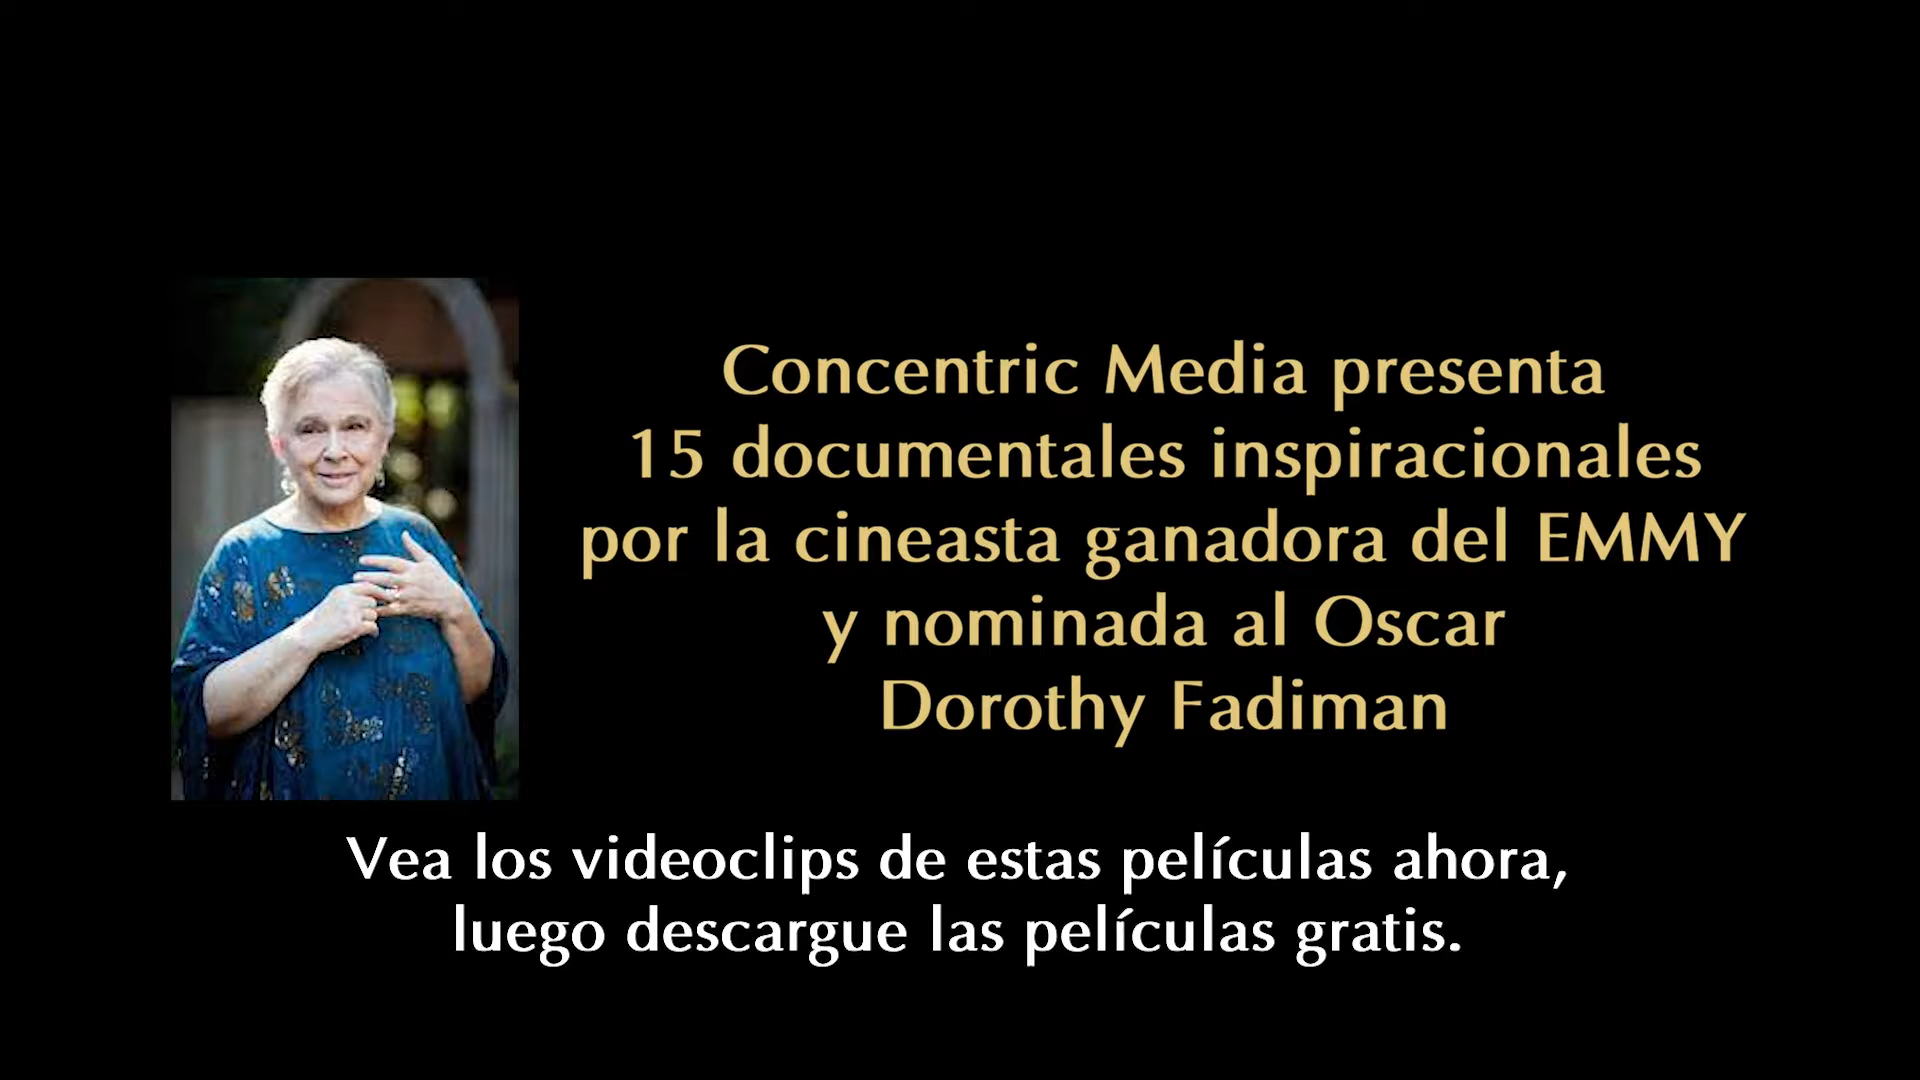 Concentric Media presenta
15 documentales inspiracionales
por la cineasta ganadora del EMMY
y nominada al Oscar
Dorothy Fadiman
Vea los videoclips de estas películas ahora,
luego descargue las películas gratis.